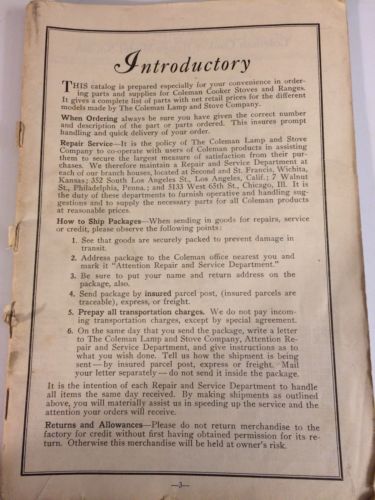 Introductory
THIS catalog is prepared especially for your convenience in order-
ing parts and supplies for Coleman Cooker Stoves and Ranges.
It gives a complete list of parts with net retail prices for the different
models made by The Coleman Lamp and Stove Company.
When Ordering always be sure you have given the correct number
and description of the part or parts ordered. This insures prompt
handling and quick delivery of your order.
Repair Service—It is the policy of The Coleman Lamp and Stove
Company to co-operate with users of Coleman products in assisting
them to secure the largest measure of satisfaction from their pur-
chases. We therefore maintain a Repair and Service Department at
each of our branch houses, located at Second and St. Francis, Wichita,
Kansas; 352 South Los Angeles St., Los Angeles, Calif.; 7 Walnut
St., Philadelphia, Penna.; and 5133 West 65th St., Chicago, Ill. It is
the duty of these departments to furnish operating and handling sug-
gestions and to supply the necessary parts for all Coleman products
at reasonable prices.
How to Ship Packages—When sending in goods for repairs, service
or credit, please observe the following points:
1. See that goods are securely packed to prevent damage in
transit.
2. Address package to the Coleman office nearest you and
mark it "Attention Repair and Service Department."
3. Be sure to put your name and return address on the
package, also.
4. Send package by insured parcel post, (insured parcels are
traceable), express, or freight.
5. Prepay all transportation charges. We do not pay incom-
ing transportation charges, except by special agreement.
6. On the same day that you send the package, write a letter
to The Coleman Lamp and Stove Company, Attention Re-
pair and Service Department, and give instructions as to
what you wish done. Tell us how the shipment is being
sent—by insured parcel post, express or freight. Mail
your letter separately—do not send it inside the package.
It is the intention of each Repair and Service Department to handle
all items the same day received. By making shipments as outlined
above, you will materially assist us in speeding up the service and the
attention your orders will receive.
Returns and Allowances—Please do not return merchandise to the
factory for credit without first having obtained permission for its re-
turn. Otherwise this merchandise will be held at owner's risk.
—3—